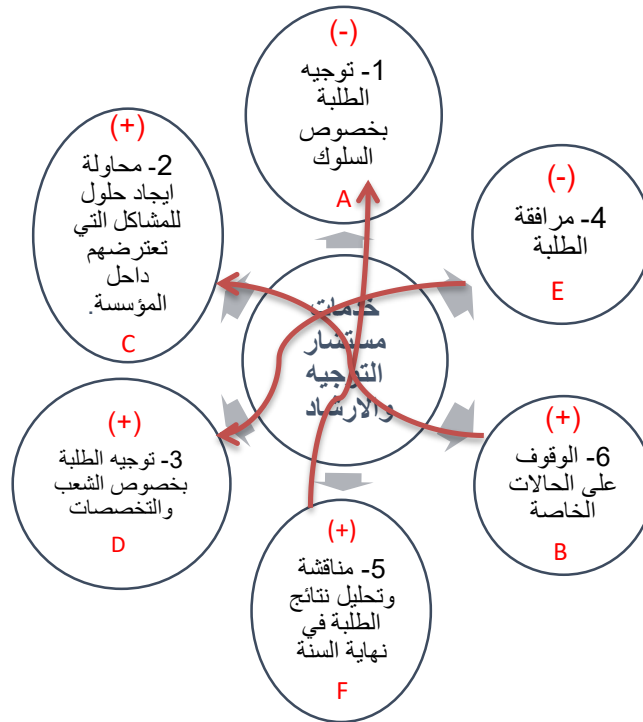 (-)
1- توجيه
الطلبة
بخصوص
السلوك
A
(+)
2- محاولة
ايجاد حلول
للمشاكل التي
تعترضهم
داخل
المؤسسة.
C
(-)
4- مرافقة
الطلبة
E
خدمات
مستشار
التوجيه
والارشاد
(+)
3- توجيه الطلبة
بخصوص الشعب
والتخصصات
D
(+)
6- الوقوف
على الحالات
الخاصة
B
(+)
5- مناقشة
وتحليل نتائج
الطلبة في
نهاية السنة
F